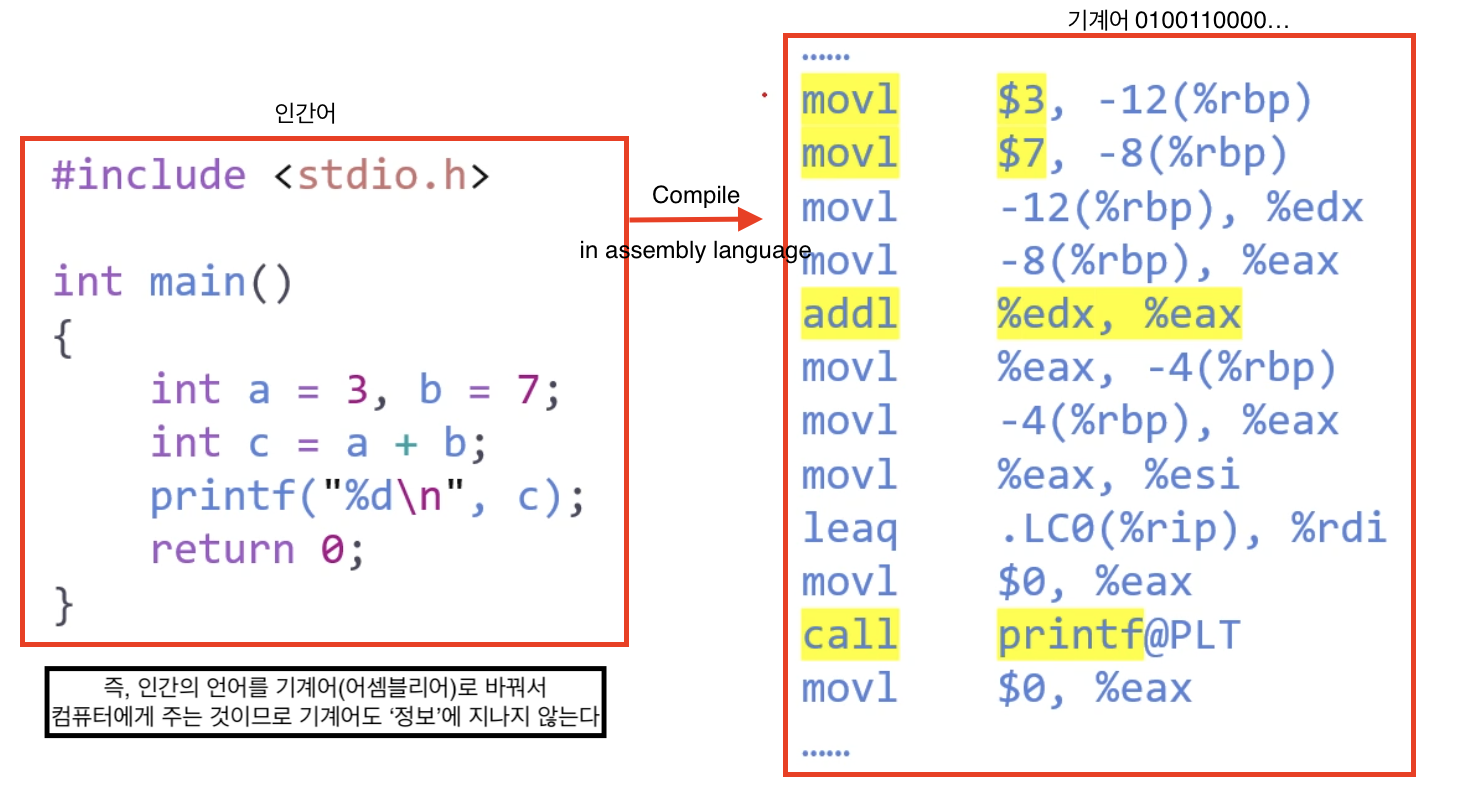 인간어
#include <stdio.h>
int main()
{
int a = 3, b = 7;
int c = a + b;
printf("%d\n", c);
return 0;
}
즉, 인간의 언어를 기계어(어셈블리어)로 바꿔서
컴퓨터에게 주는 것이므로 기계어도 ‘정보’에 지나지 않는다
Compile
in assembly language
기계어 0100110000...
......
movl $3, -12(%rbp)
movl $7, -8(%rbp)
movl -12(%rbp), %edx
movl -8(%rbp), %eax
addl %edx, %eax
movl %eax, -4(%rbp)
movl -4(%rbp), %eax
movl %eax, %esi
leaq .LC0(%rip), %rdi
movl $0, %eax
call printf@PLT
movl $0, %eax
......